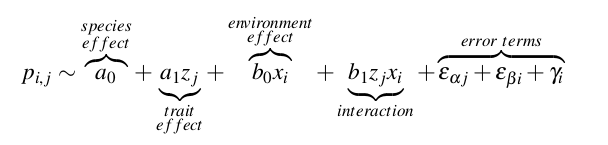 species
effect
environment
effect
error terms
p_{i,j} ∼ a_0 + a_1 z_j + b_0 x_i + b_1 z_j x_i + ε_{αj} + ε_{βi} + γ_i
trait
effect
interaction